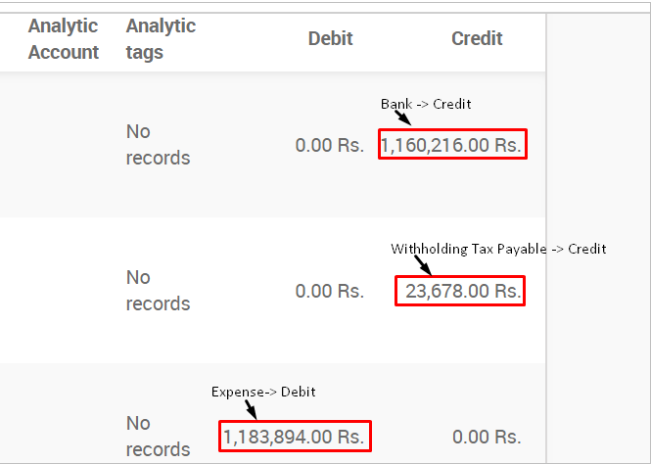 Analytic Account Analytic tags Debit Credit
Bank -> Credit
No records 0.00 Rs. 1,160,216.00 Rs.
Withholding Tax Payable -> Credit
No records 0.00 Rs. 23,678.00 Rs.
Expense-> Debit
No records 1,183,894.00 Rs. 0.00 Rs.